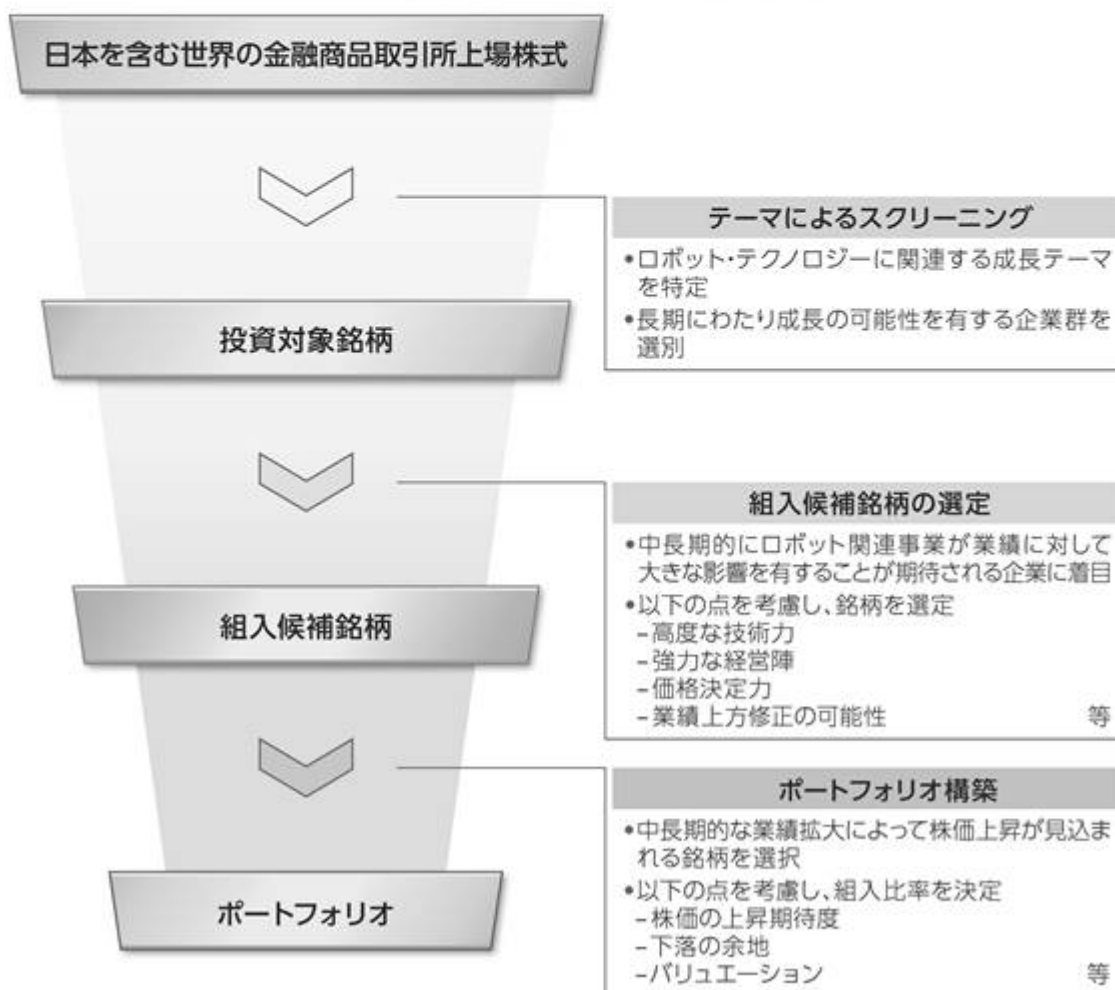 日本を含む世界の金融商品取引所上場株式
テーマによるスクリーニング
•ロボット・テクノロジーに関連する成長テーマ
を特定
•長期にわたり成長の可能性を有する企業群を
選別
投資対象銘柄
組入候補銘柄の選定
•中長期的にロボット関連事業が業績に対して
大きな影響を有することが期待される企業に着目
•以下の点を考慮し、銘柄を選定
–高度な技術力
–強力な経営陣
–価格決定力
–業績上方修正の可能性 等
組入候補銘柄
ポートフォリオ構築
•中長期的な業績拡大によって株価上昇が見込ま
れる銘柄を選択
•以下の点を考慮し、組入比率を決定
–株価の上昇期待度
–下落の余地
–バリュエーション 等
ポートフォリオ